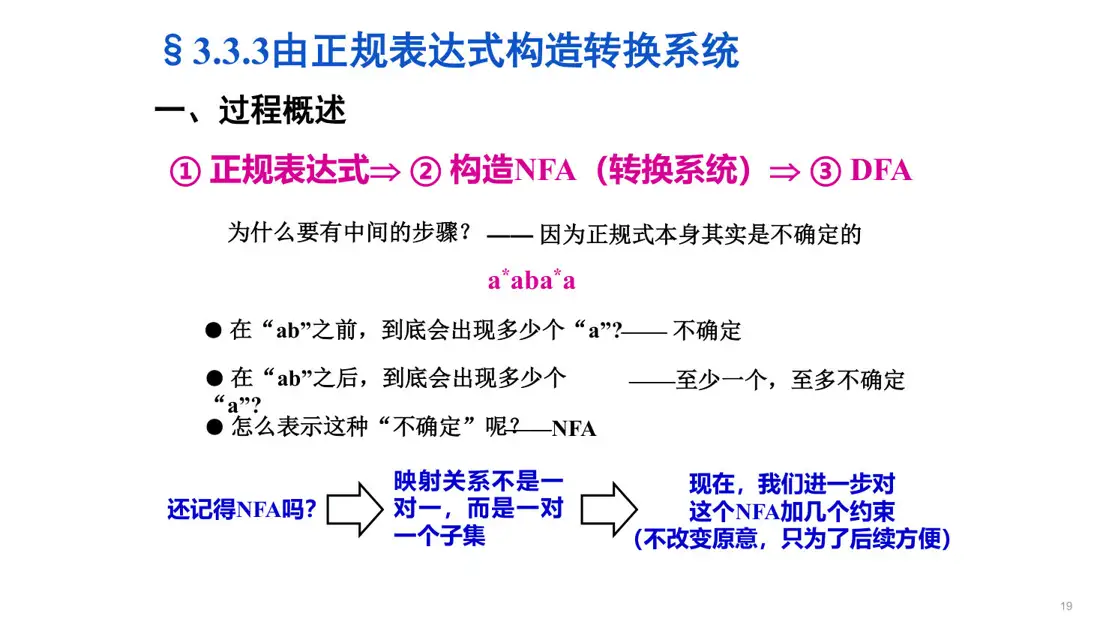 §3.3.3由正规表达式构造转换系统
一、过程概述
① 正规表达式⇒ ② 构造NFA（转换系统）⇒ ③ DFA
为什么要有中间的步骤？ —— 因为正规式本身其实是不确定的
a*aba*a
● 在“ab”之前，到底会出现多少个“a”?—— 不确定
● 在“ab”之后，到底会出现多少个 ——至少一个，至多不确定
“a”?
● 怎么表示这种“不确定”呢？——NFA
还记得NFA吗？
映射关系不是一
对一，而是一对
一个子集
现在，我们进一步对
这个NFA加几个约束
（不改变原意，只为了后续方便）
19